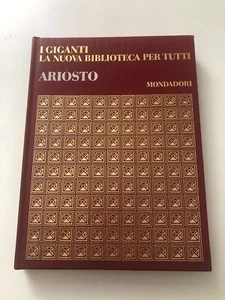 I GIGANTI
LA NUOVA BIBLIOTECA PER TUTTI
ARIOSTO
MONDADORI